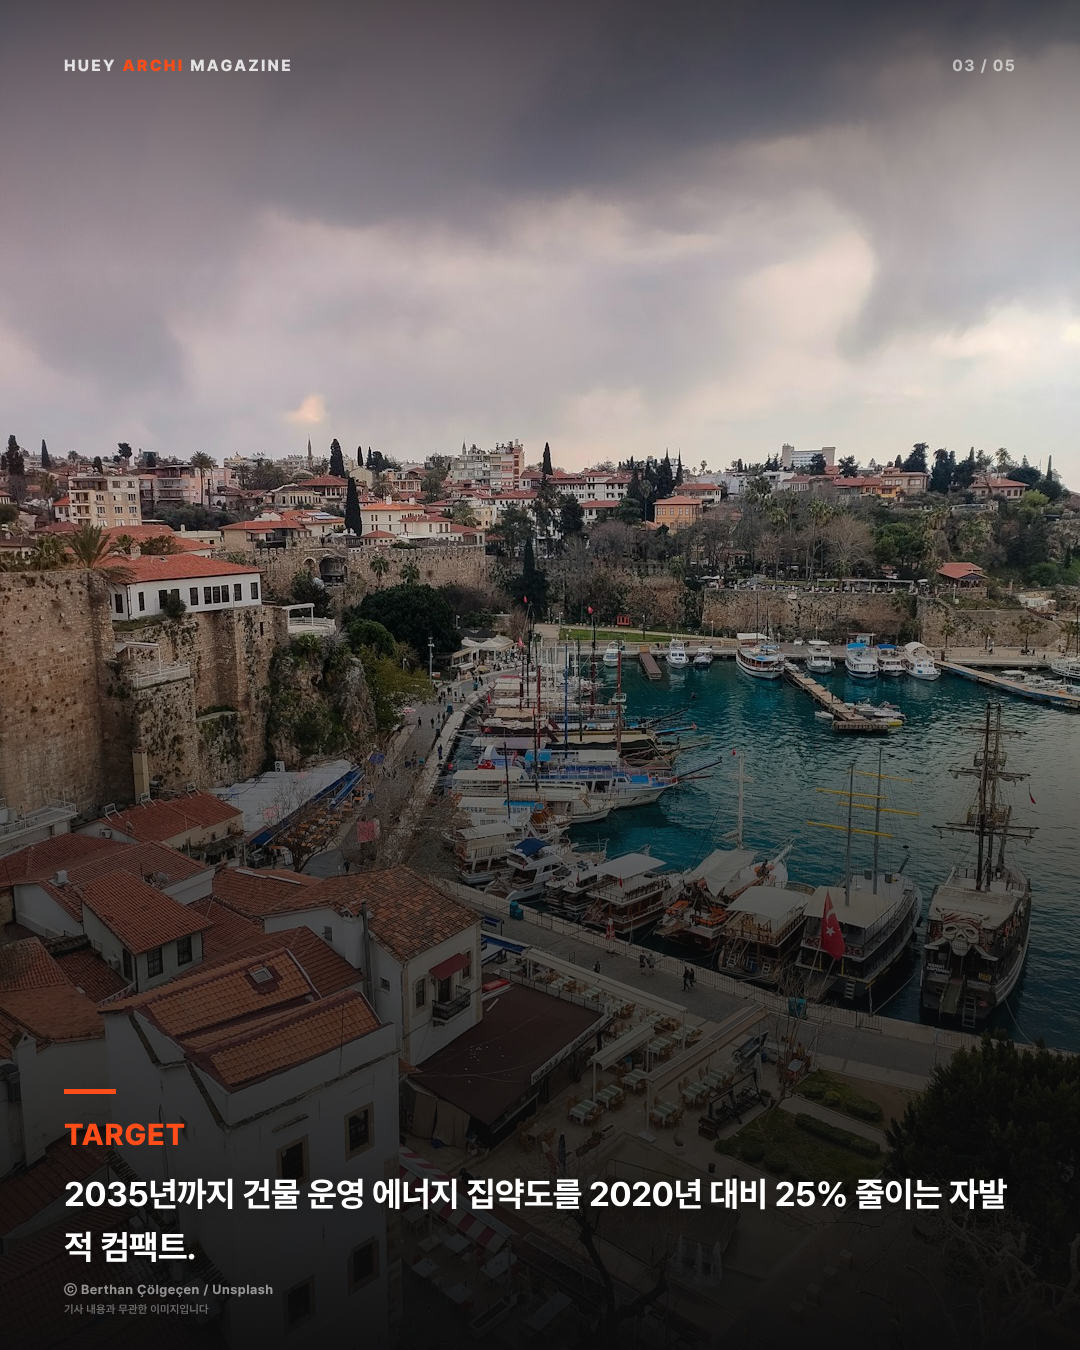 HUEY ARCHI MAGAZINE
03 / 05
TARGET
2035년까지 건물 운영 에너지 집약도를 2020년 대비 25% 줄이는 자발
적 컴팩트.
© Berthan Çölgeçen / Unsplash
기사 내용과 무관한 이미지입니다